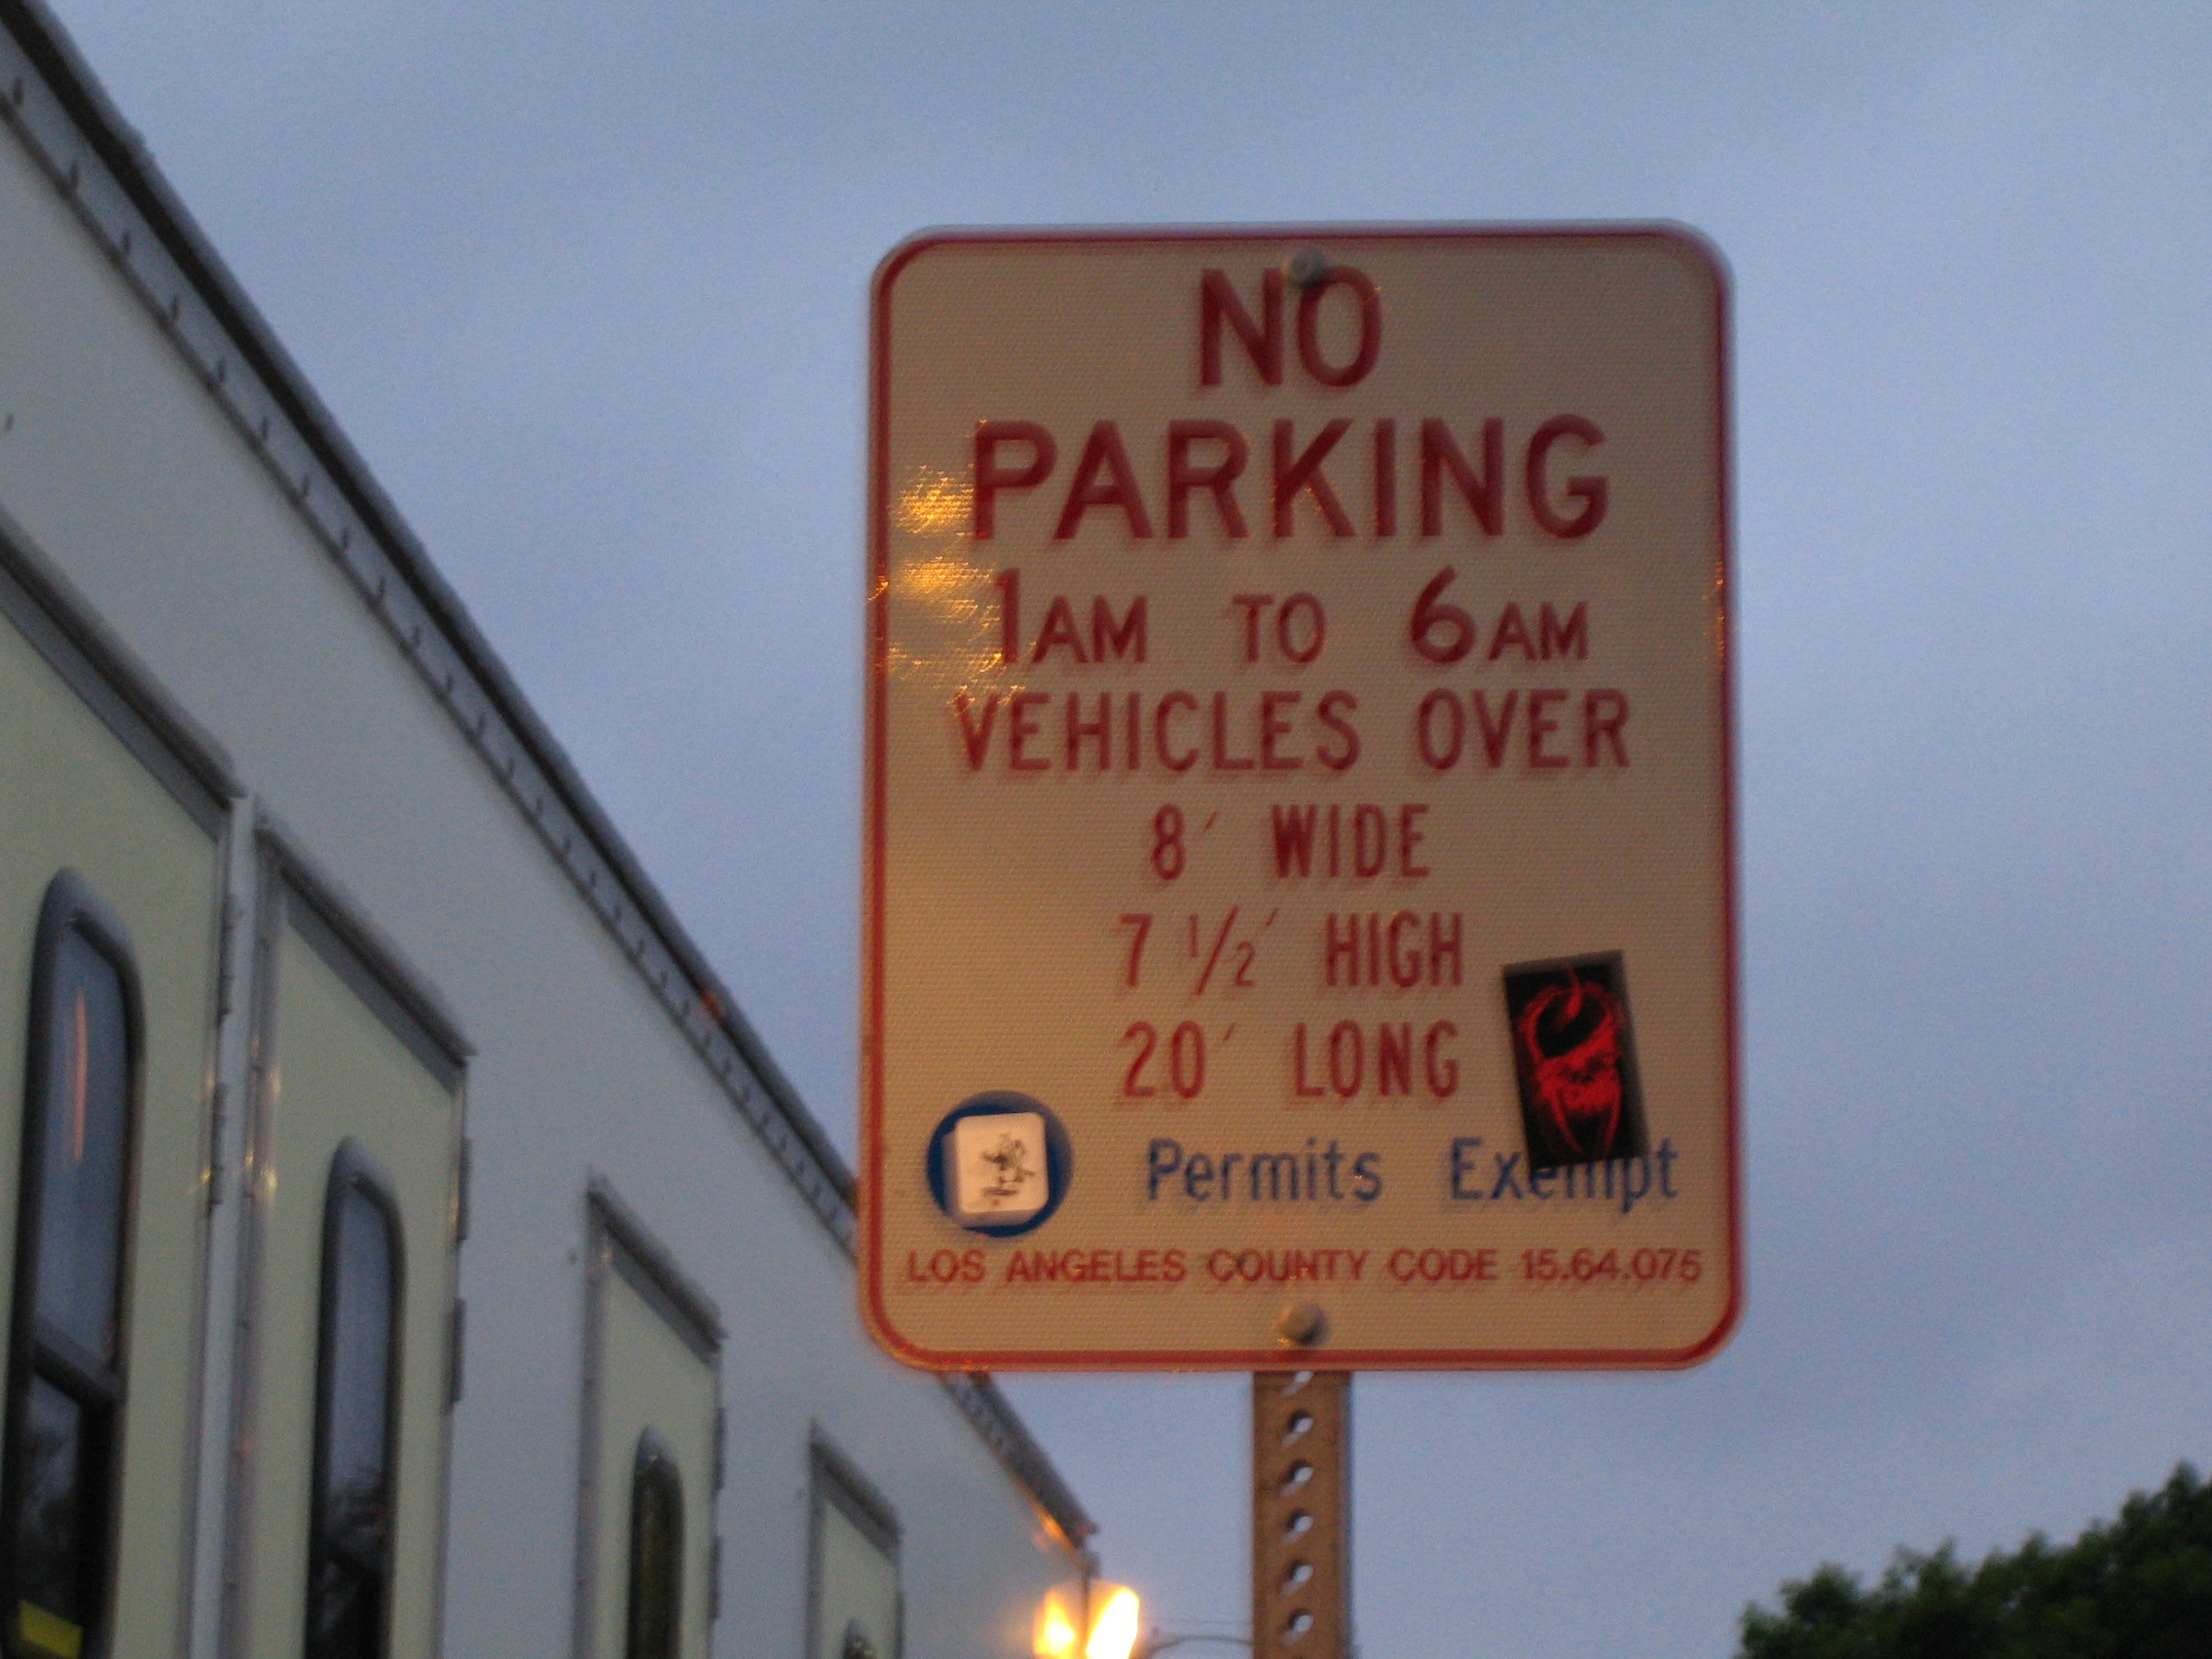 NO
PARKING
1AM TO 6AM
VEHICLES OVER
8' WIDE
7 1/2' HIGH
20' LONG
Permits Exempt
LOS ANGELES COUNTY CODE 15.64.075